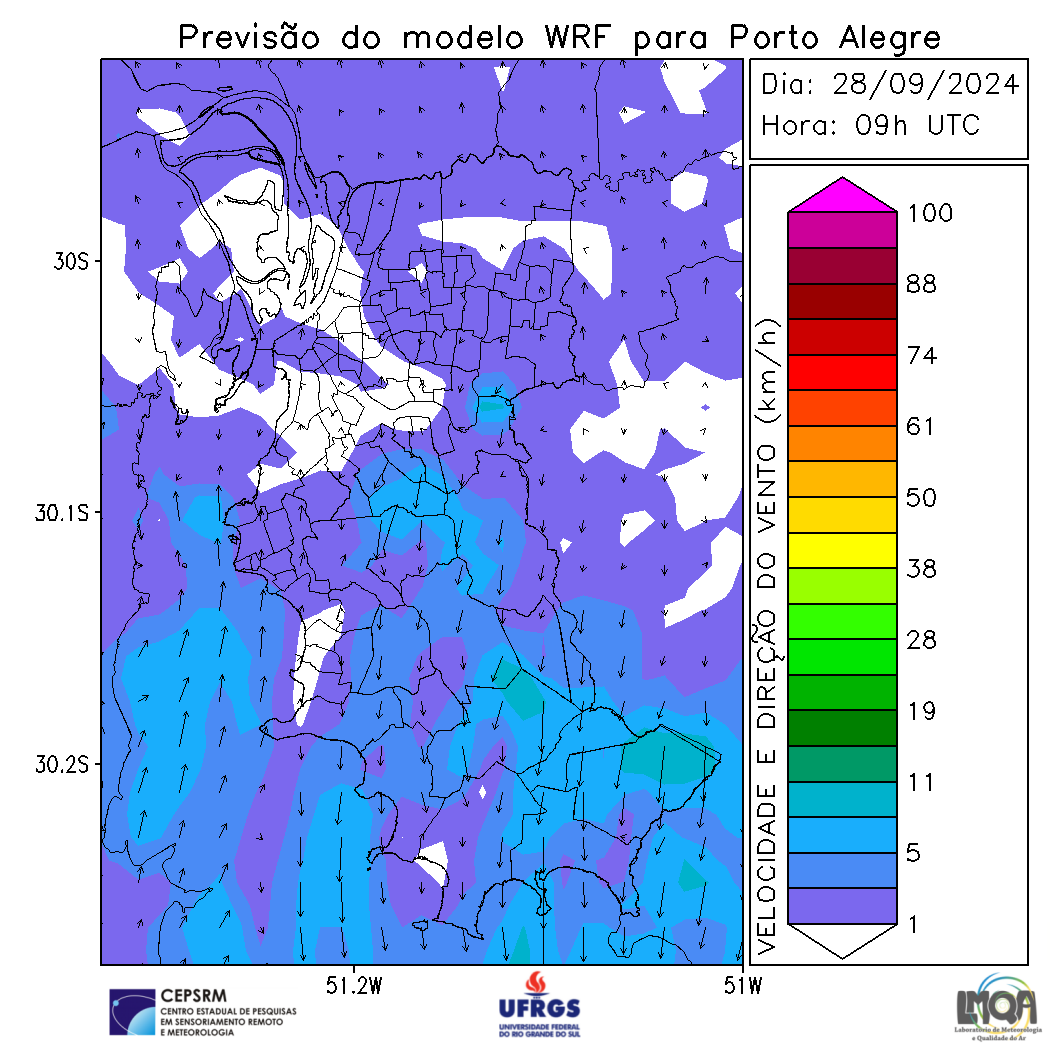 Previsão do modelo WRF para Porto Alegre
Dia: 28/09/2024
Hora: 09h UTC
30S
30.1S
30.2S
51.2W
51W
VELOCIDADE E DIREÇÃO DO VENTO (km/h)
100
88
74
61
50
38
28
19
11
5
1
CEPSRM
CENTRO ESTADUAL DE PESQUISAS
EM SENSORIAMENTO REMOTO
E METEOROLOGIA
UFRGS
UNIVERSIDADE FEDERAL
DO RIO GRANDE DO SUL
LMQA
Laboratório de Meteorologia
e Qualidade do Ar